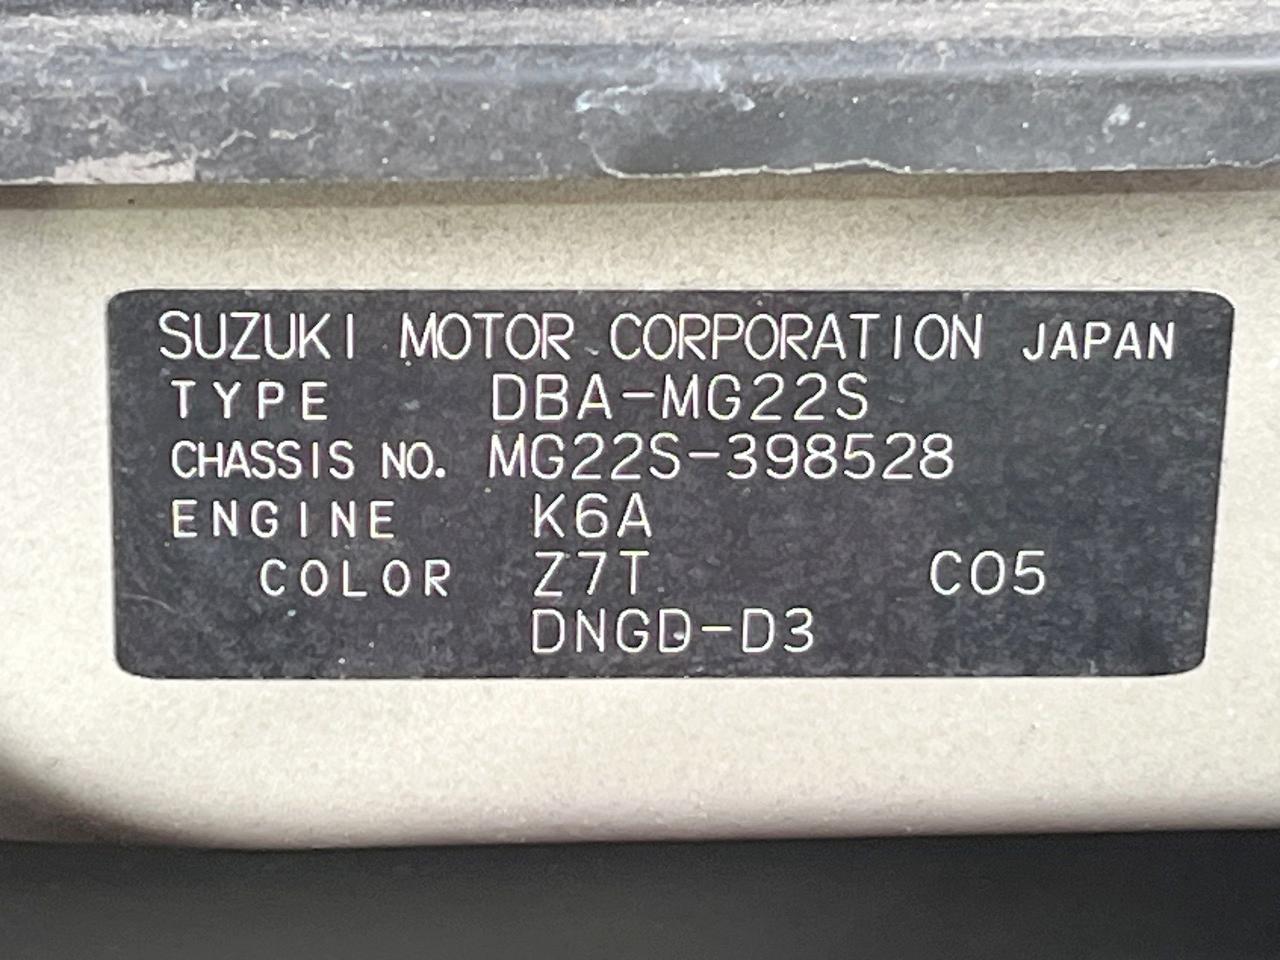 SUZUKI MOTOR CORPORATION JAPAN
TYPE DBA-MG22S
CHASSIS NO. MG22S-398528
ENGINE K6A
COLOR Z7T C05
DNGD-D3